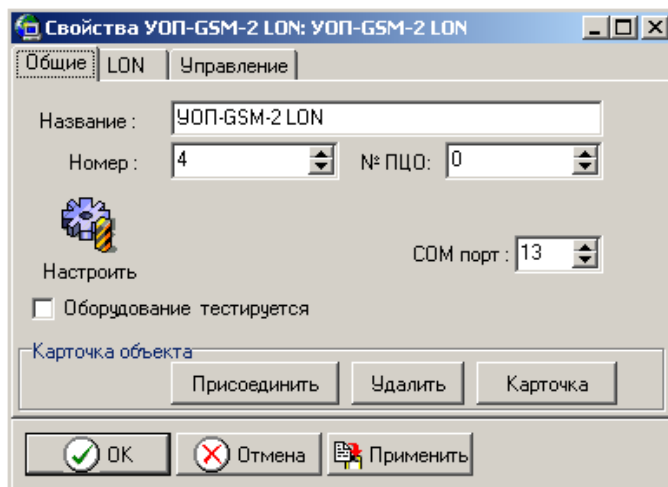 Свойства УОП-GSM-2 LON: УОП-GSM-2 LON
Общие LON Управление
Название : УОП-GSM-2 LON
Номер : 4 № ПЦО: 0
Настроить
COM порт : 13
Оборудование тестируется
Карточка объекта
Присоединить Удалить Карточка
OK Отмена Применить